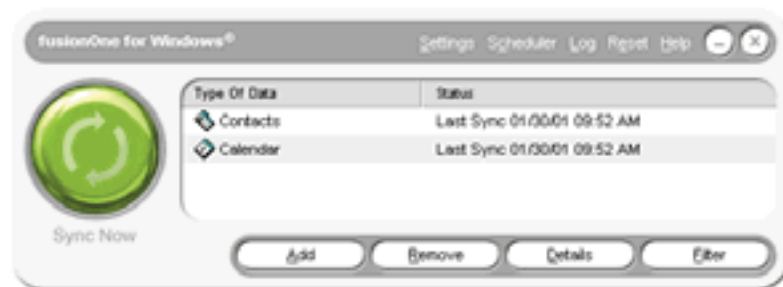 fusionOne for Windows® Settings Scheduler Log Reset Help
Type Of Data Status
Contacts Last Sync 01/30/01 09:52 AM
Calendar Last Sync 01/30/01 09:52 AM
Sync Now
Add Remove Details Filter